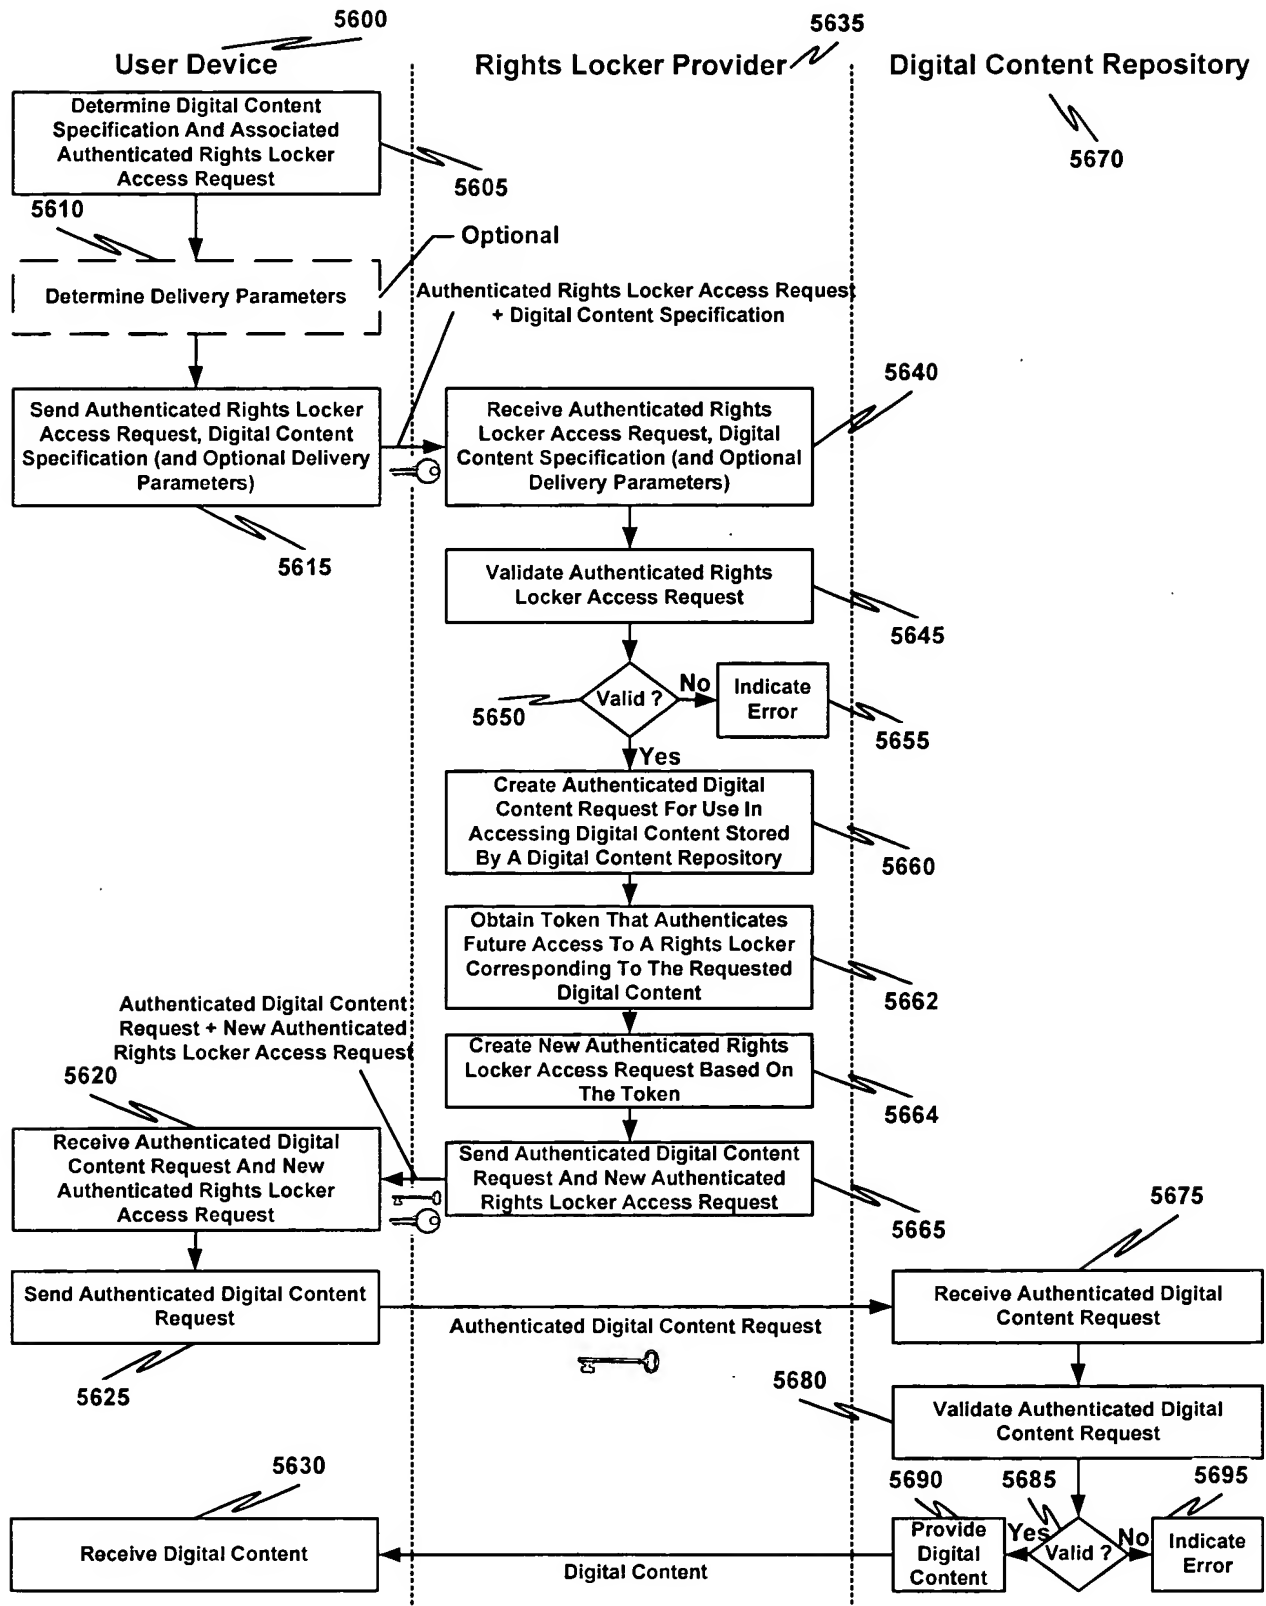 5600
User Device
5635
Rights Locker Provider
Digital Content Repository
5670
Determine Digital Content
Specification And Associated
Authenticated Rights Locker
Access Request
5605
5610
Optional
Determine Delivery Parameters
Authenticated Rights Locker Access Request
+ Digital Content Specification
Send Authenticated Rights Locker
Access Request, Digital Content
Specification (and Optional Delivery
Parameters)
5615
5640
Receive Authenticated Rights
Locker Access Request, Digital
Content Specification (and Optional
Delivery Parameters)
Validate Authenticated Rights
Locker Access Request
5645
Valid ?
5650
No
Indicate
Error
5655
Yes
Create Authenticated Digital
Content Request For Use In
Accessing Digital Content Stored
By A Digital Content Repository
5660
Obtain Token That Authenticates
Future Access To A Rights Locker
Corresponding To The Requested
Digital Content
5662
Create New Authenticated Rights
Locker Access Request Based On
The Token
5664
Authenticated Digital Content
Request + New Authenticated
Rights Locker Access Request
5620
Send Authenticated Digital Content
Request And New Authenticated
Rights Locker Access Request
5665
Receive Authenticated Digital
Content Request And New
Authenticated Rights Locker
Access Request
Send Authenticated Digital Content
Request
5625
Authenticated Digital Content Request
5675
Receive Authenticated Digital
Content Request
5680
Validate Authenticated Digital
Content Request
5690
5685
5695
Valid ?
Yes
No
Provide
Digital
Content
Indicate
Error
Digital Content
5630
Receive Digital Content